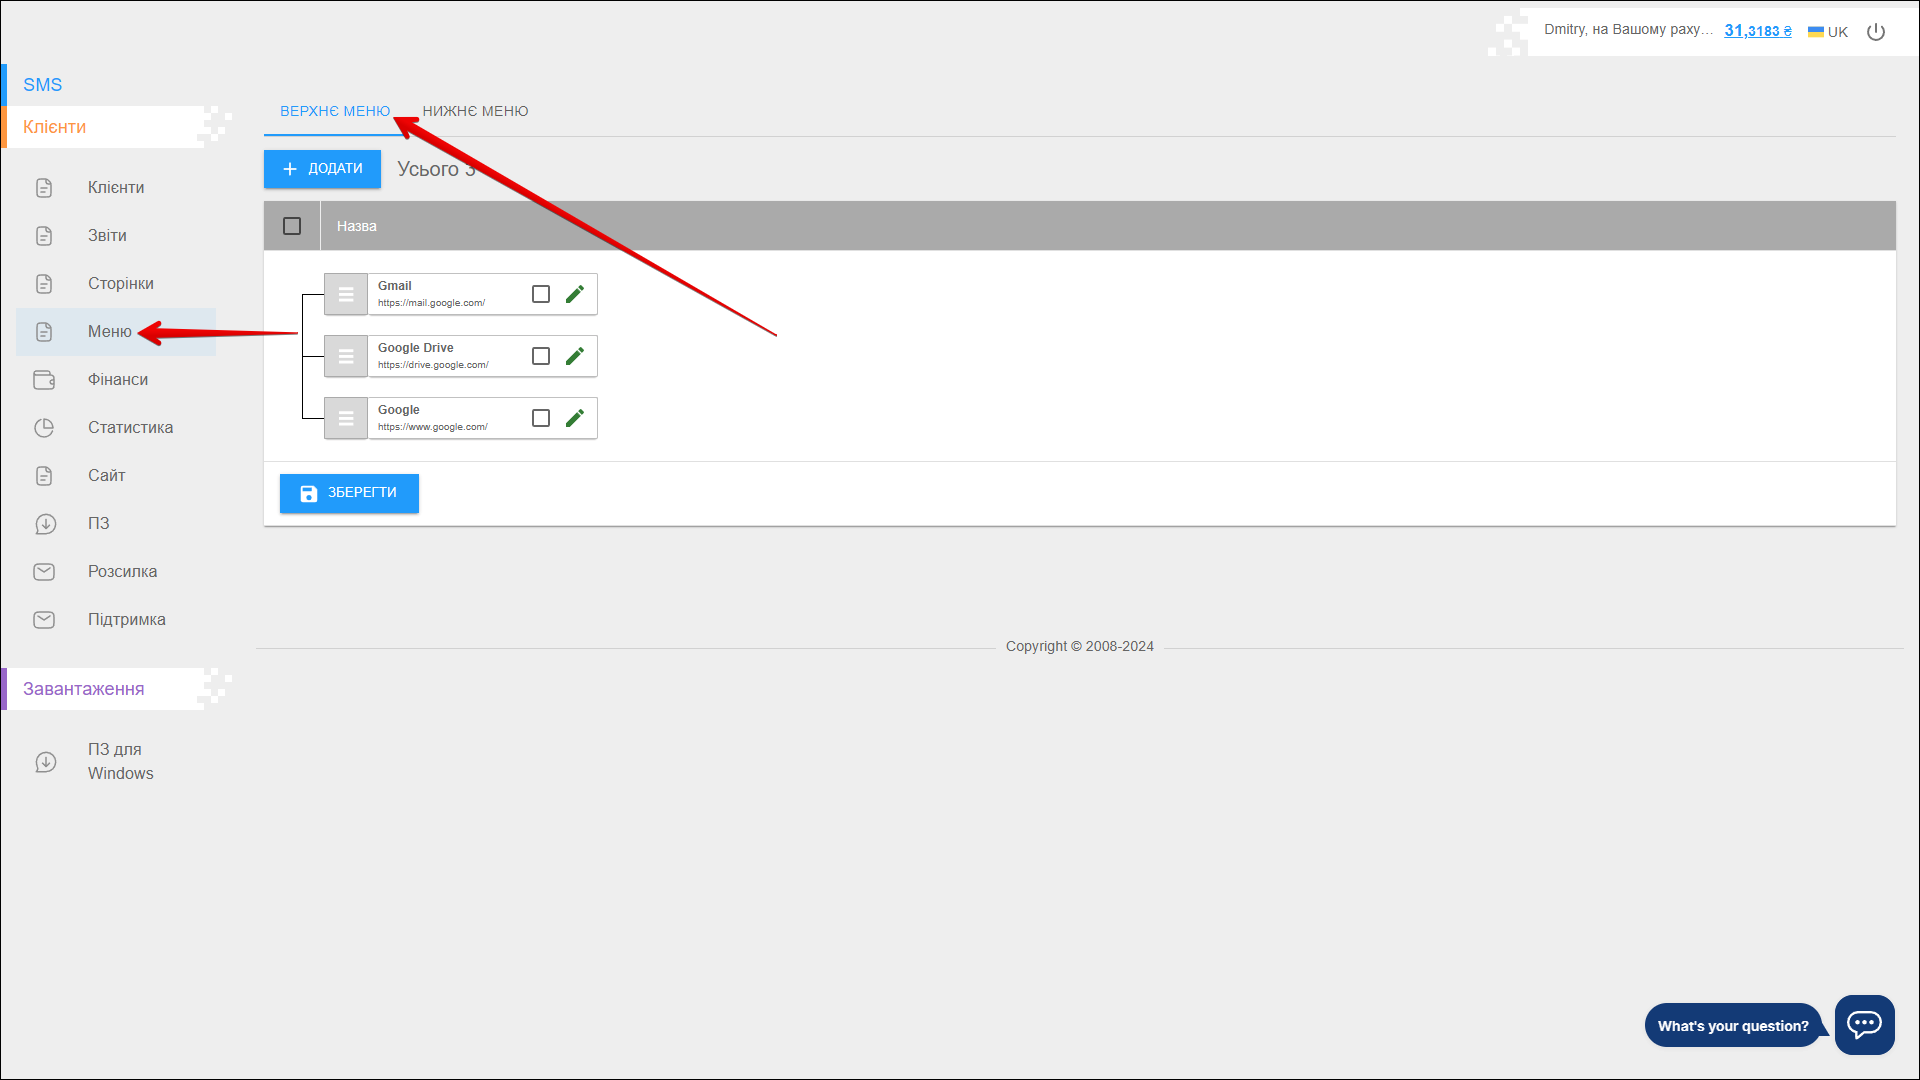 Dmitry, на Вашому раху... 31,3183 ₴ UK
SMS
Клієнти
Клієнти
Звіти
Сторінки
Меню
Фінанси
Статистика
Сайт
ПЗ
Розсилка
Підтримка
Завантаження
ПЗ для
Windows
ВЕРХНЄ МЕНЮ НИЖНЄ МЕНЮ
ДОДАТИ Усього 3
Назва
Gmail
https://mail.google.com/
Google Drive
https://drive.google.com/
Google
https://www.google.com/
ЗБЕРЕГТИ
Copyright © 2008-2024
What's your question?